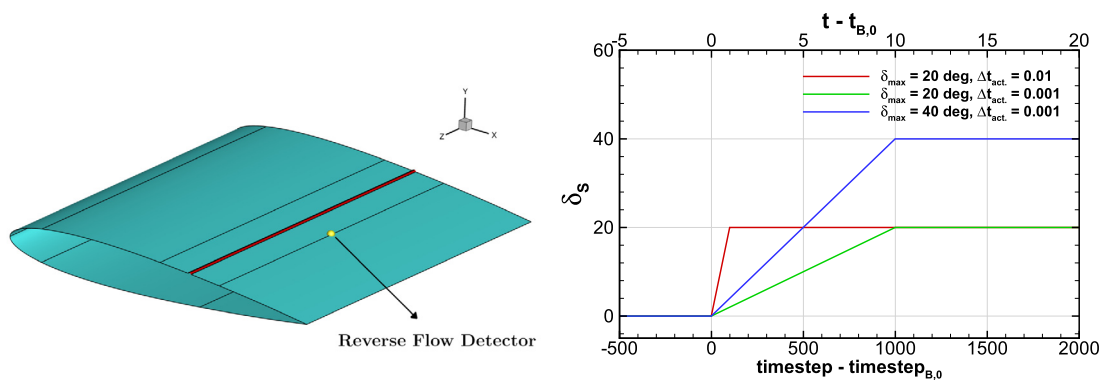 Y
Z
X
Reverse Flow Detector
t - t_B,0
-5 0 5 10 15 20
60
40
20
0
δ_s
δ_max = 20 deg, Δt_act. = 0.01
δ_max = 20 deg, Δt_act. = 0.001
δ_max = 40 deg, Δt_act. = 0.001
-500 0 500 1000 1500 2000
timestep - timestep_B,0